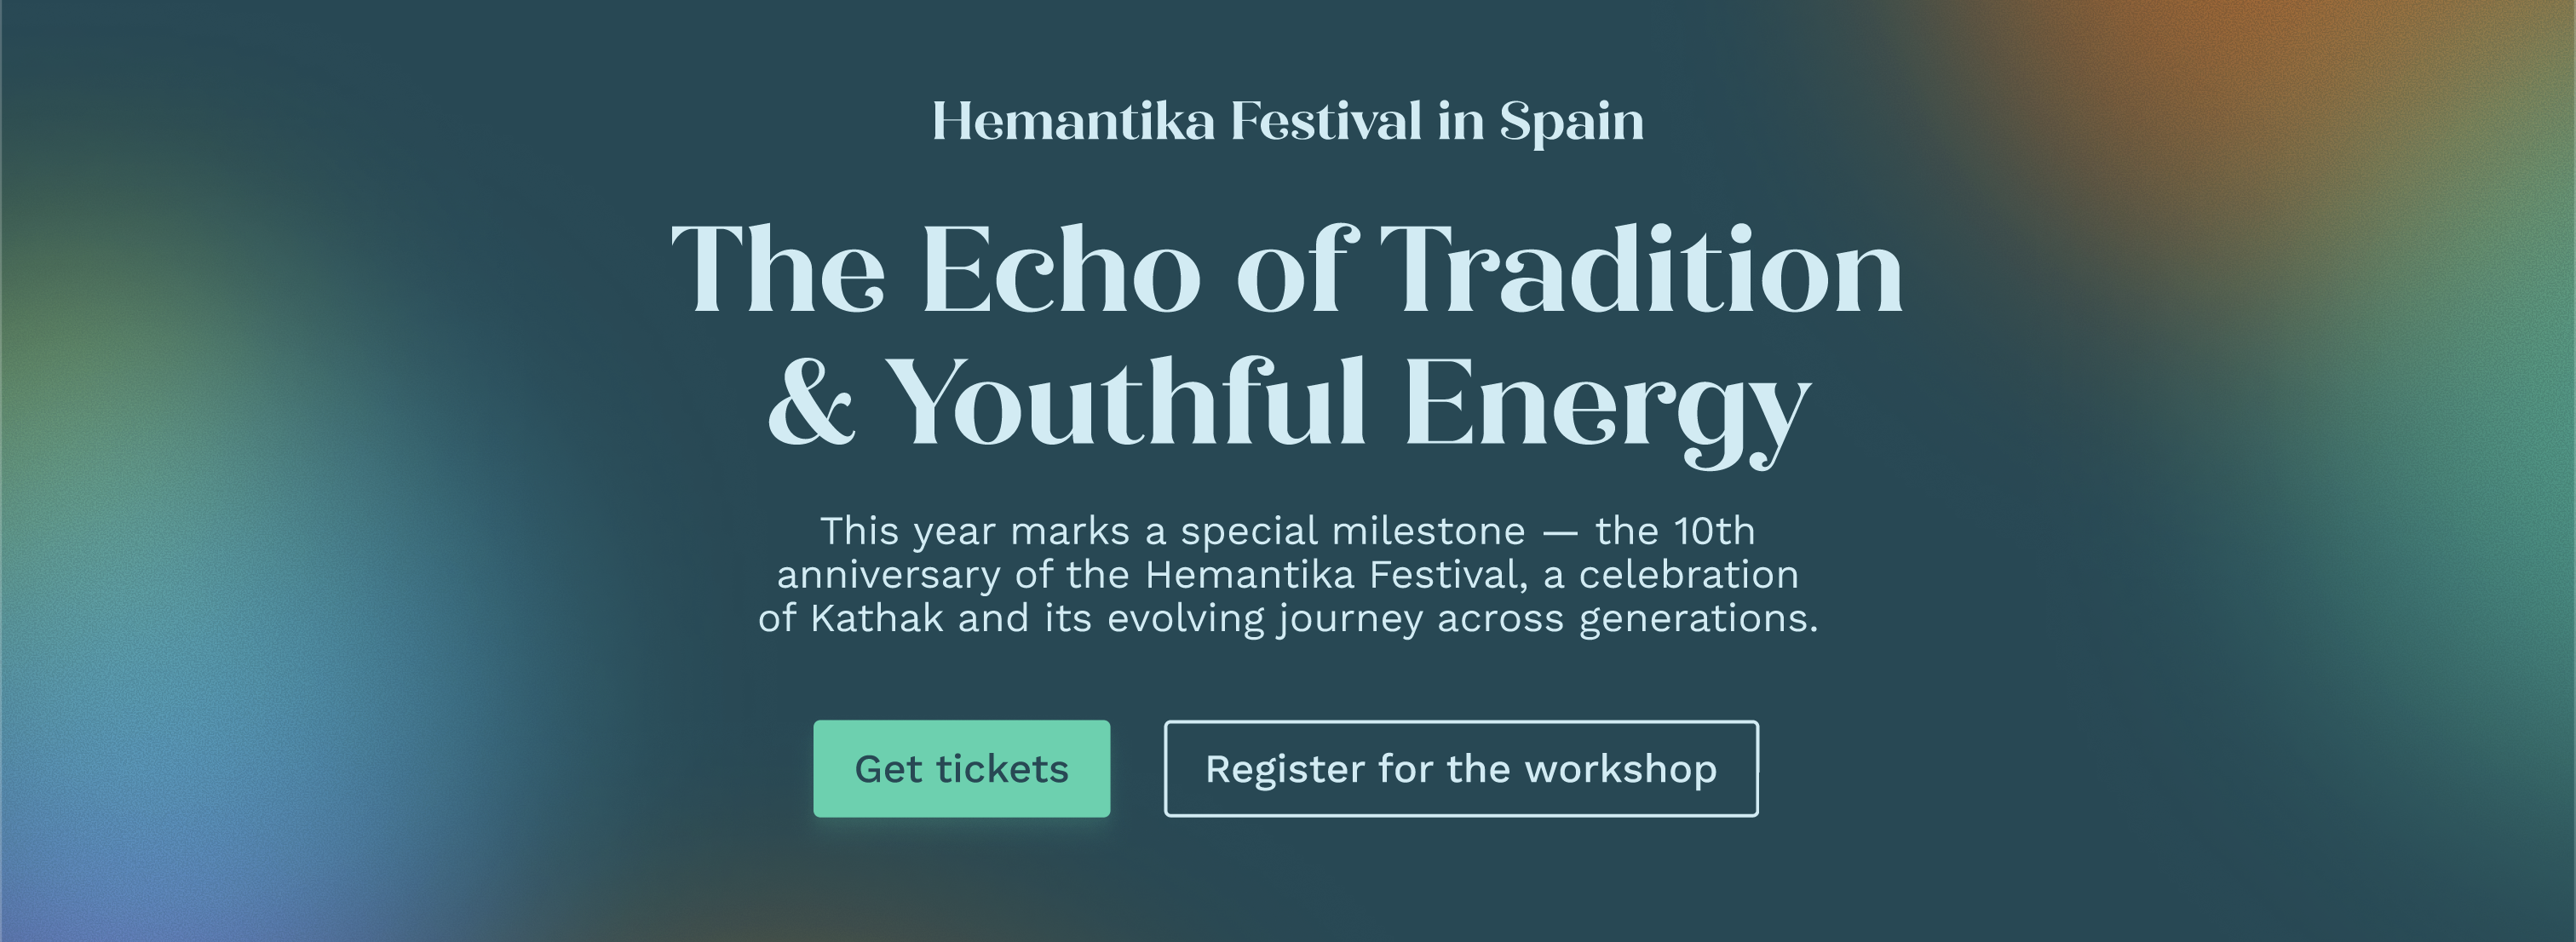 Hemantika Festival in Spain
The Echo of Tradition
& Youthful Energy
This year marks a special milestone — the 10th
anniversary of the Hemantika Festival, a celebration
of Kathak and its evolving journey across generations.
Get tickets
Register for the workshop